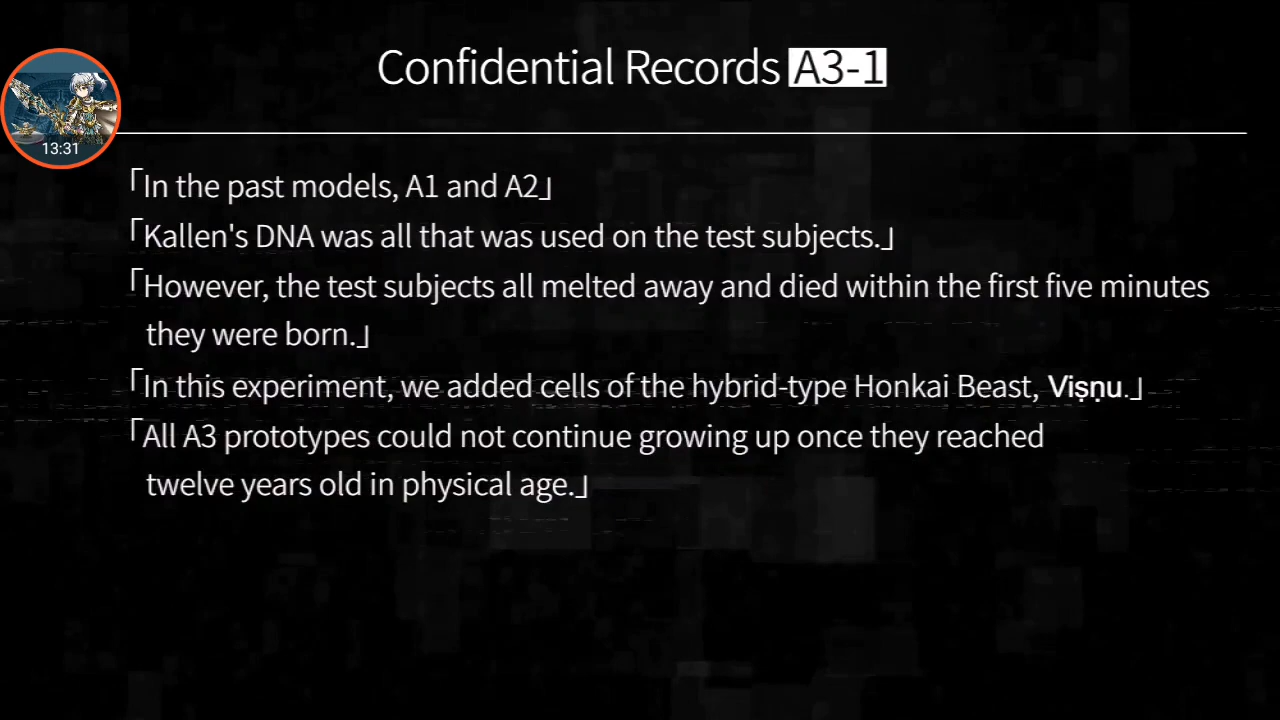 Confidential Records A3-1
13:31
「In the past models, A1 and A2」
「Kallen's DNA was all that was used on the test subjects.」
「However, the test subjects all melted away and died within the first five minutes
they were born.」
「In this experiment, we added cells of the hybrid-type Honkai Beast, Viṣṇu.」
「All A3 prototypes could not continue growing up once they reached
twelve years old in physical age.」